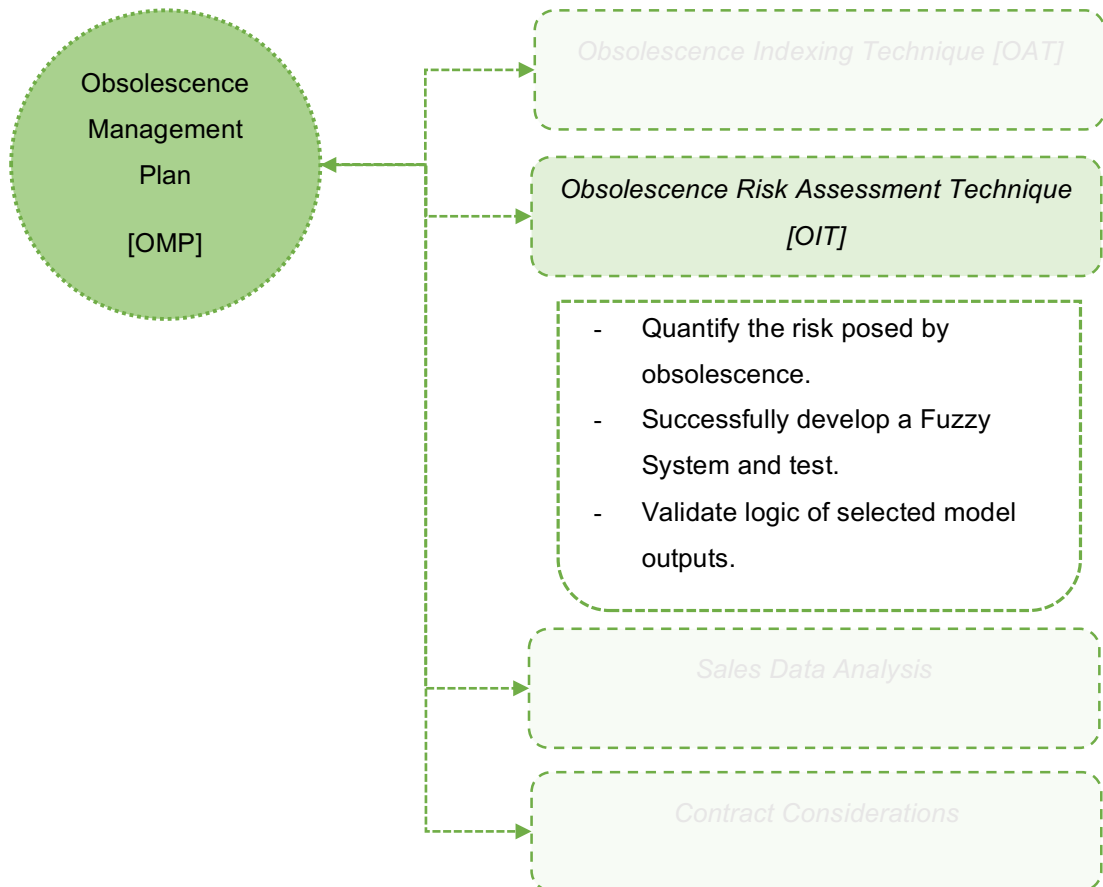 Obsolescence
Management
Plan
[OMP]
Obsolescence Indexing Technique [OAT]
Obsolescence Risk Assessment Technique
[OIT]
- Quantify the risk posed by
obsolescence.
- Successfully develop a Fuzzy
System and test.
- Validate logic of selected model
outputs.
Sales Data Analysis
Contract Considerations